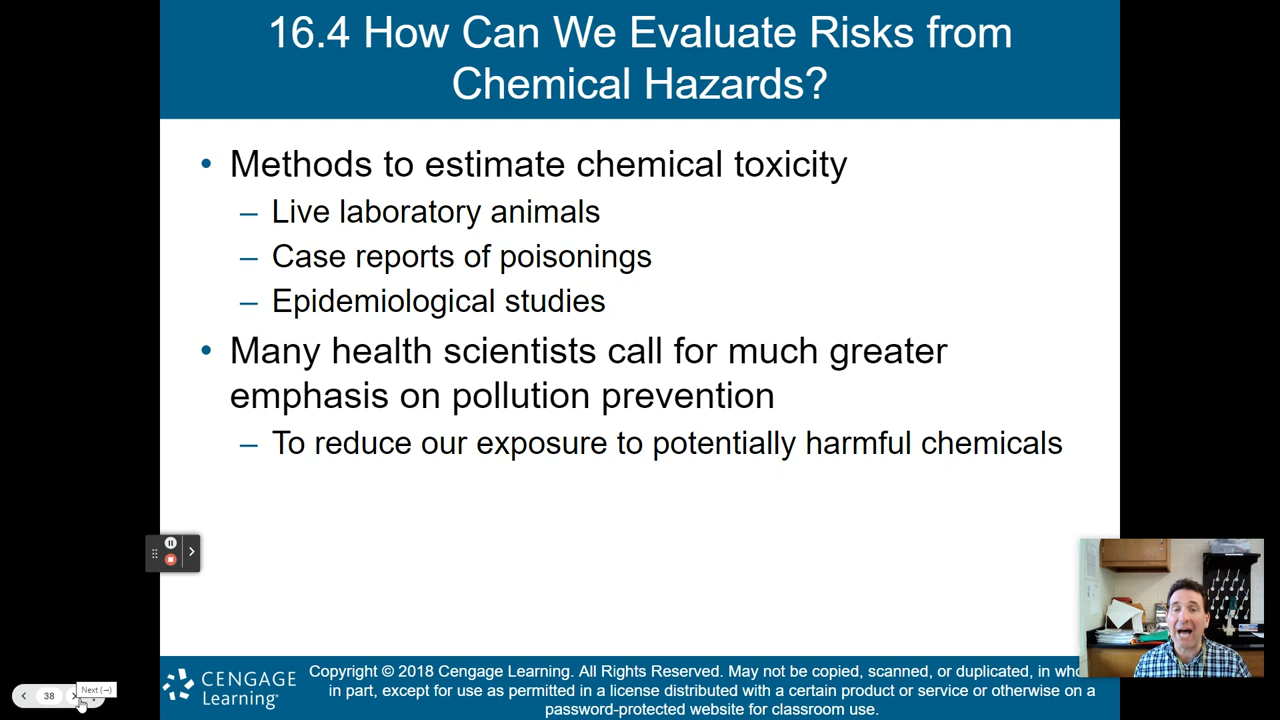 16.4 How Can We Evaluate Risks from
Chemical Hazards?
• Methods to estimate chemical toxicity
– Live laboratory animals
– Case reports of poisonings
– Epidemiological studies
• Many health scientists call for much greater
emphasis on pollution prevention
– To reduce our exposure to potentially harmful chemicals
CENGAGE
Learning
Copyright © 2018 Cengage Learning. All Rights Reserved. May not be copied, scanned, or duplicated, in
in part, except for use as permitted in a license distributed with a certain product or service or otherwise on a
password-protected website for classroom use.
38
Next (→)